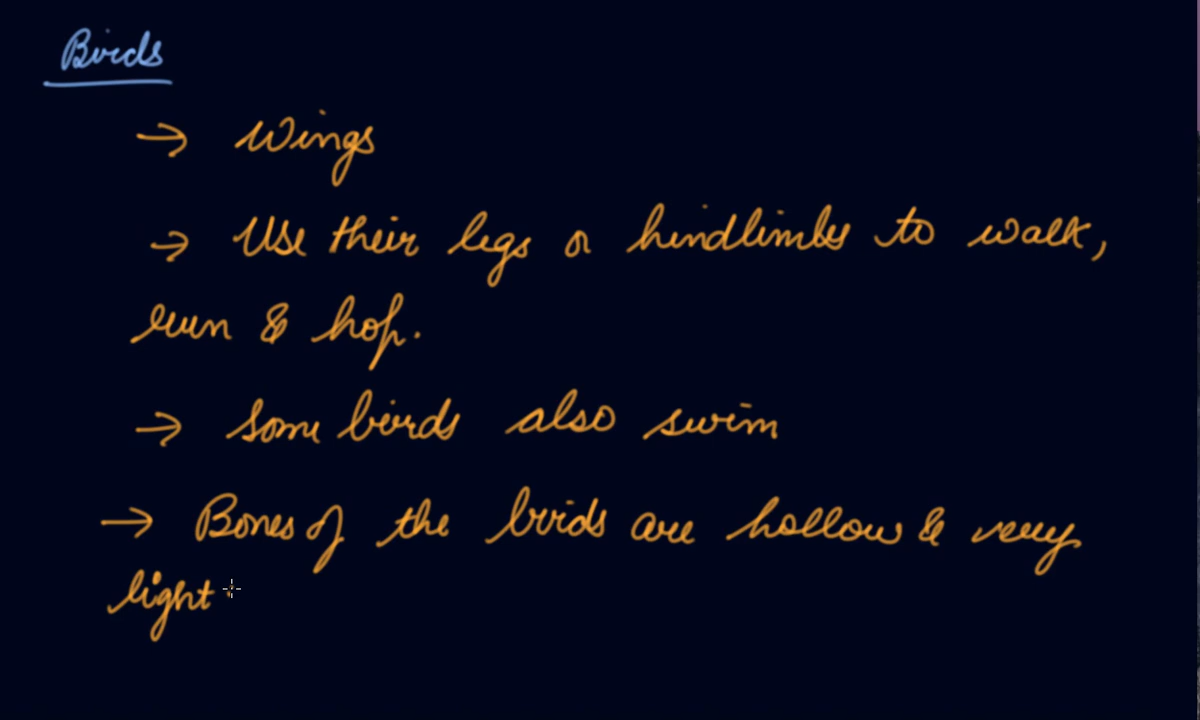 Birds
→ Wings
→ Use their legs or hindlimbs to walk,
run & hop.
→ Some birds also swim
→ Bones of the birds are hollow & very
light.